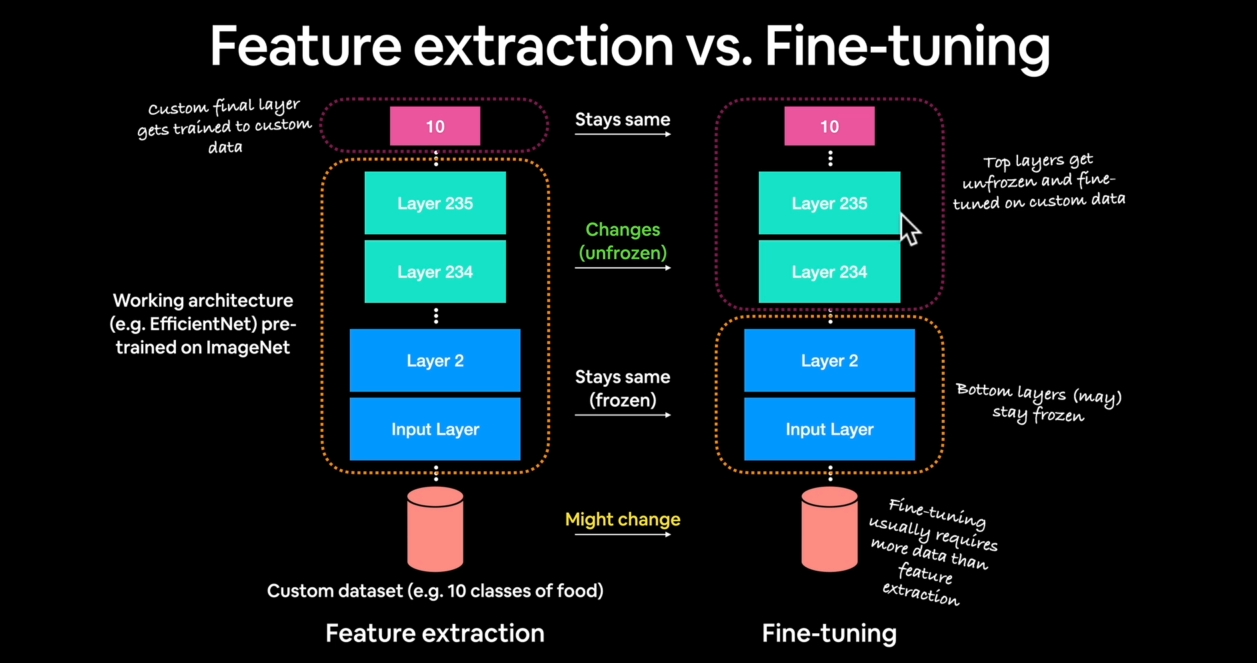 Feature extraction vs. Fine-tuning
Custom final layer
gets trained to custom
data
10
Layer 235
Layer 234
Layer 2
Input Layer
Working architecture
(e.g. EfficientNet) pre-
trained on ImageNet
Custom dataset (e.g. 10 classes of food)
Feature extraction
Stays same
Changes
(unfrozen)
Stays same
(frozen)
Might change
10
Layer 235
Layer 234
Layer 2
Input Layer
Top layers get
unfrozen and fine-
tuned on custom data
Bottom layers (may)
stay frozen
Fine-tuning
usually requires
more data than
feature
extraction
Fine-tuning